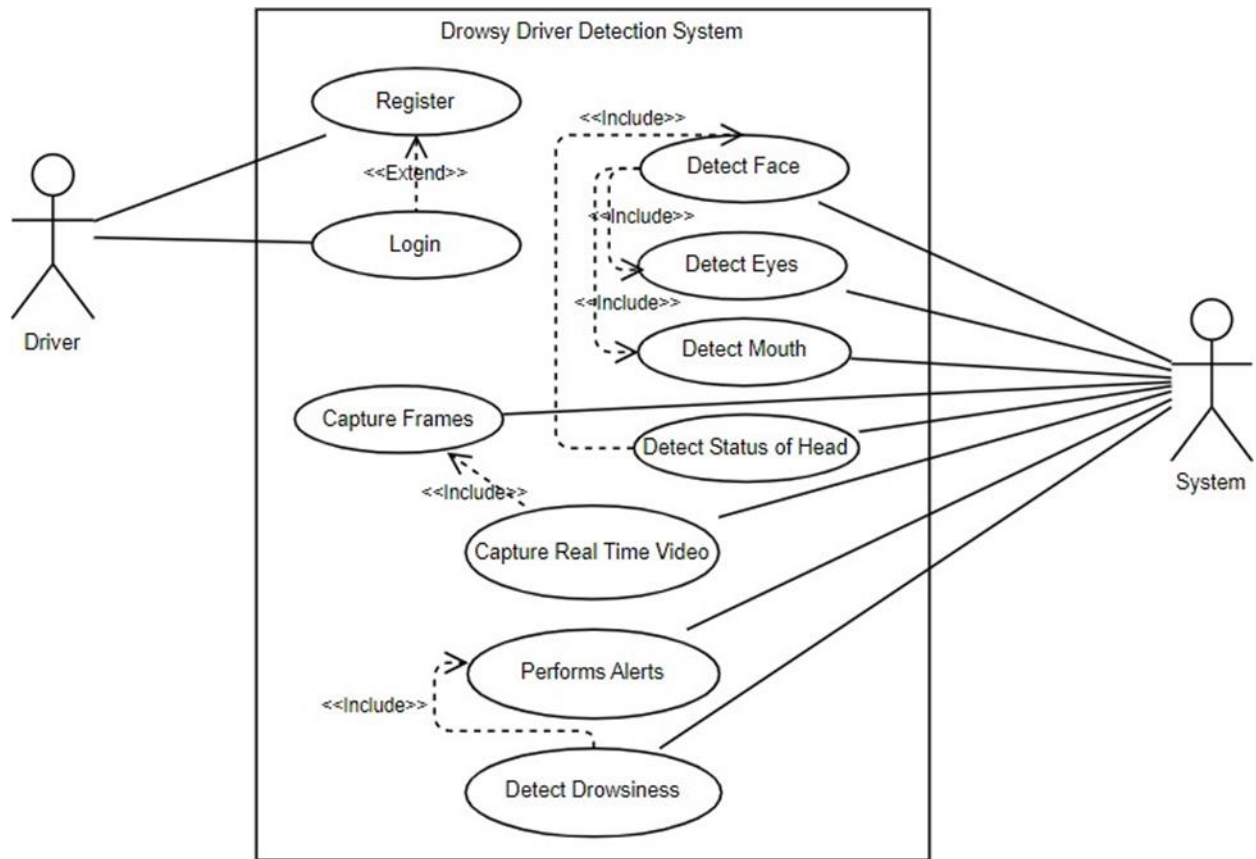 Drowsy Driver Detection System
Register
<<Include>>
Detect Face
<<Extend>>
<<Include>>
Login
Detect Eyes
<<Include>>
Driver
Detect Mouth
Capture Frames
Detect Status of Head
System
<<Include>>
Capture Real Time Video
Performs Alerts
<<Include>>
Detect Drowsiness